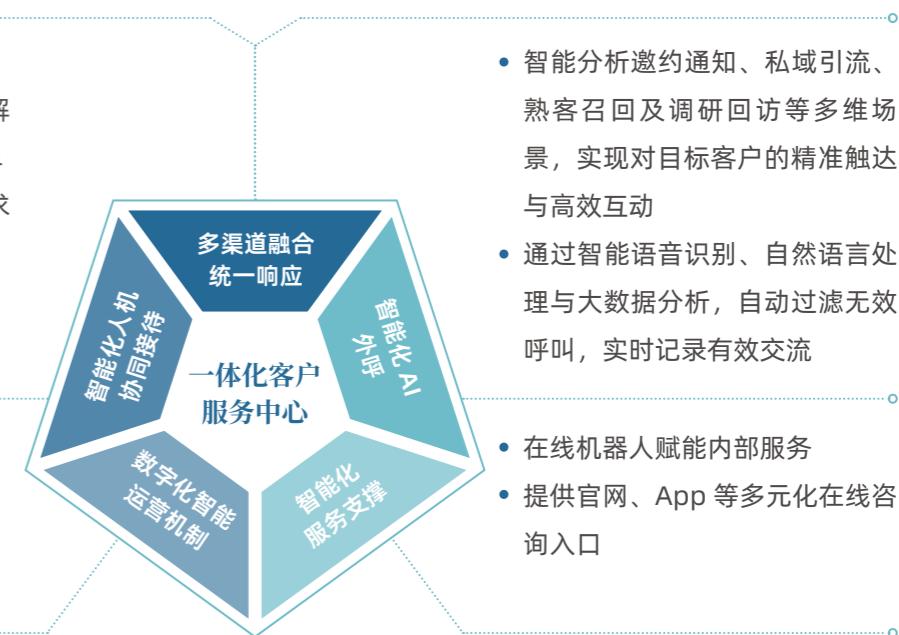 解
求
多渠道融合
统一响应
智能化人机
协同接待
智能化 AI
外呼
一体化客户
服务中心
数字化智能
运营机制
智能化
服务支撑
• 智能分析邀约通知、私域引流、
熟客召回及调研回访等多维场
景，实现对目标客户的精准触达
与高效互动
• 通过智能语音识别、自然语言处
理与大数据分析，自动过滤无效
呼叫，实时记录有效交流
• 在线机器人赋能内部服务
• 提供官网、App 等多元化在线咨
询入口